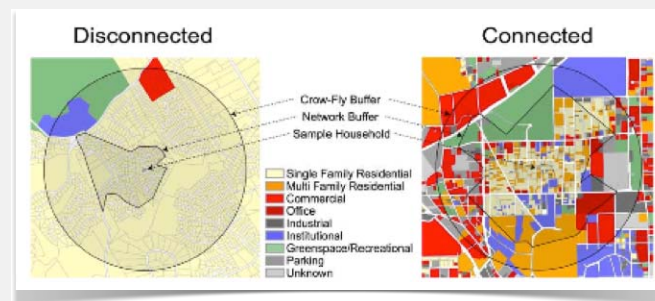 Disconnected
Connected
Crow-Fly Buffer
Network Buffer
Sample Household
Single Family Residential
Multi Family Residential
Commercial
Office
Industrial
Institutional
Greenspace/Recreational
Parking
Unknown